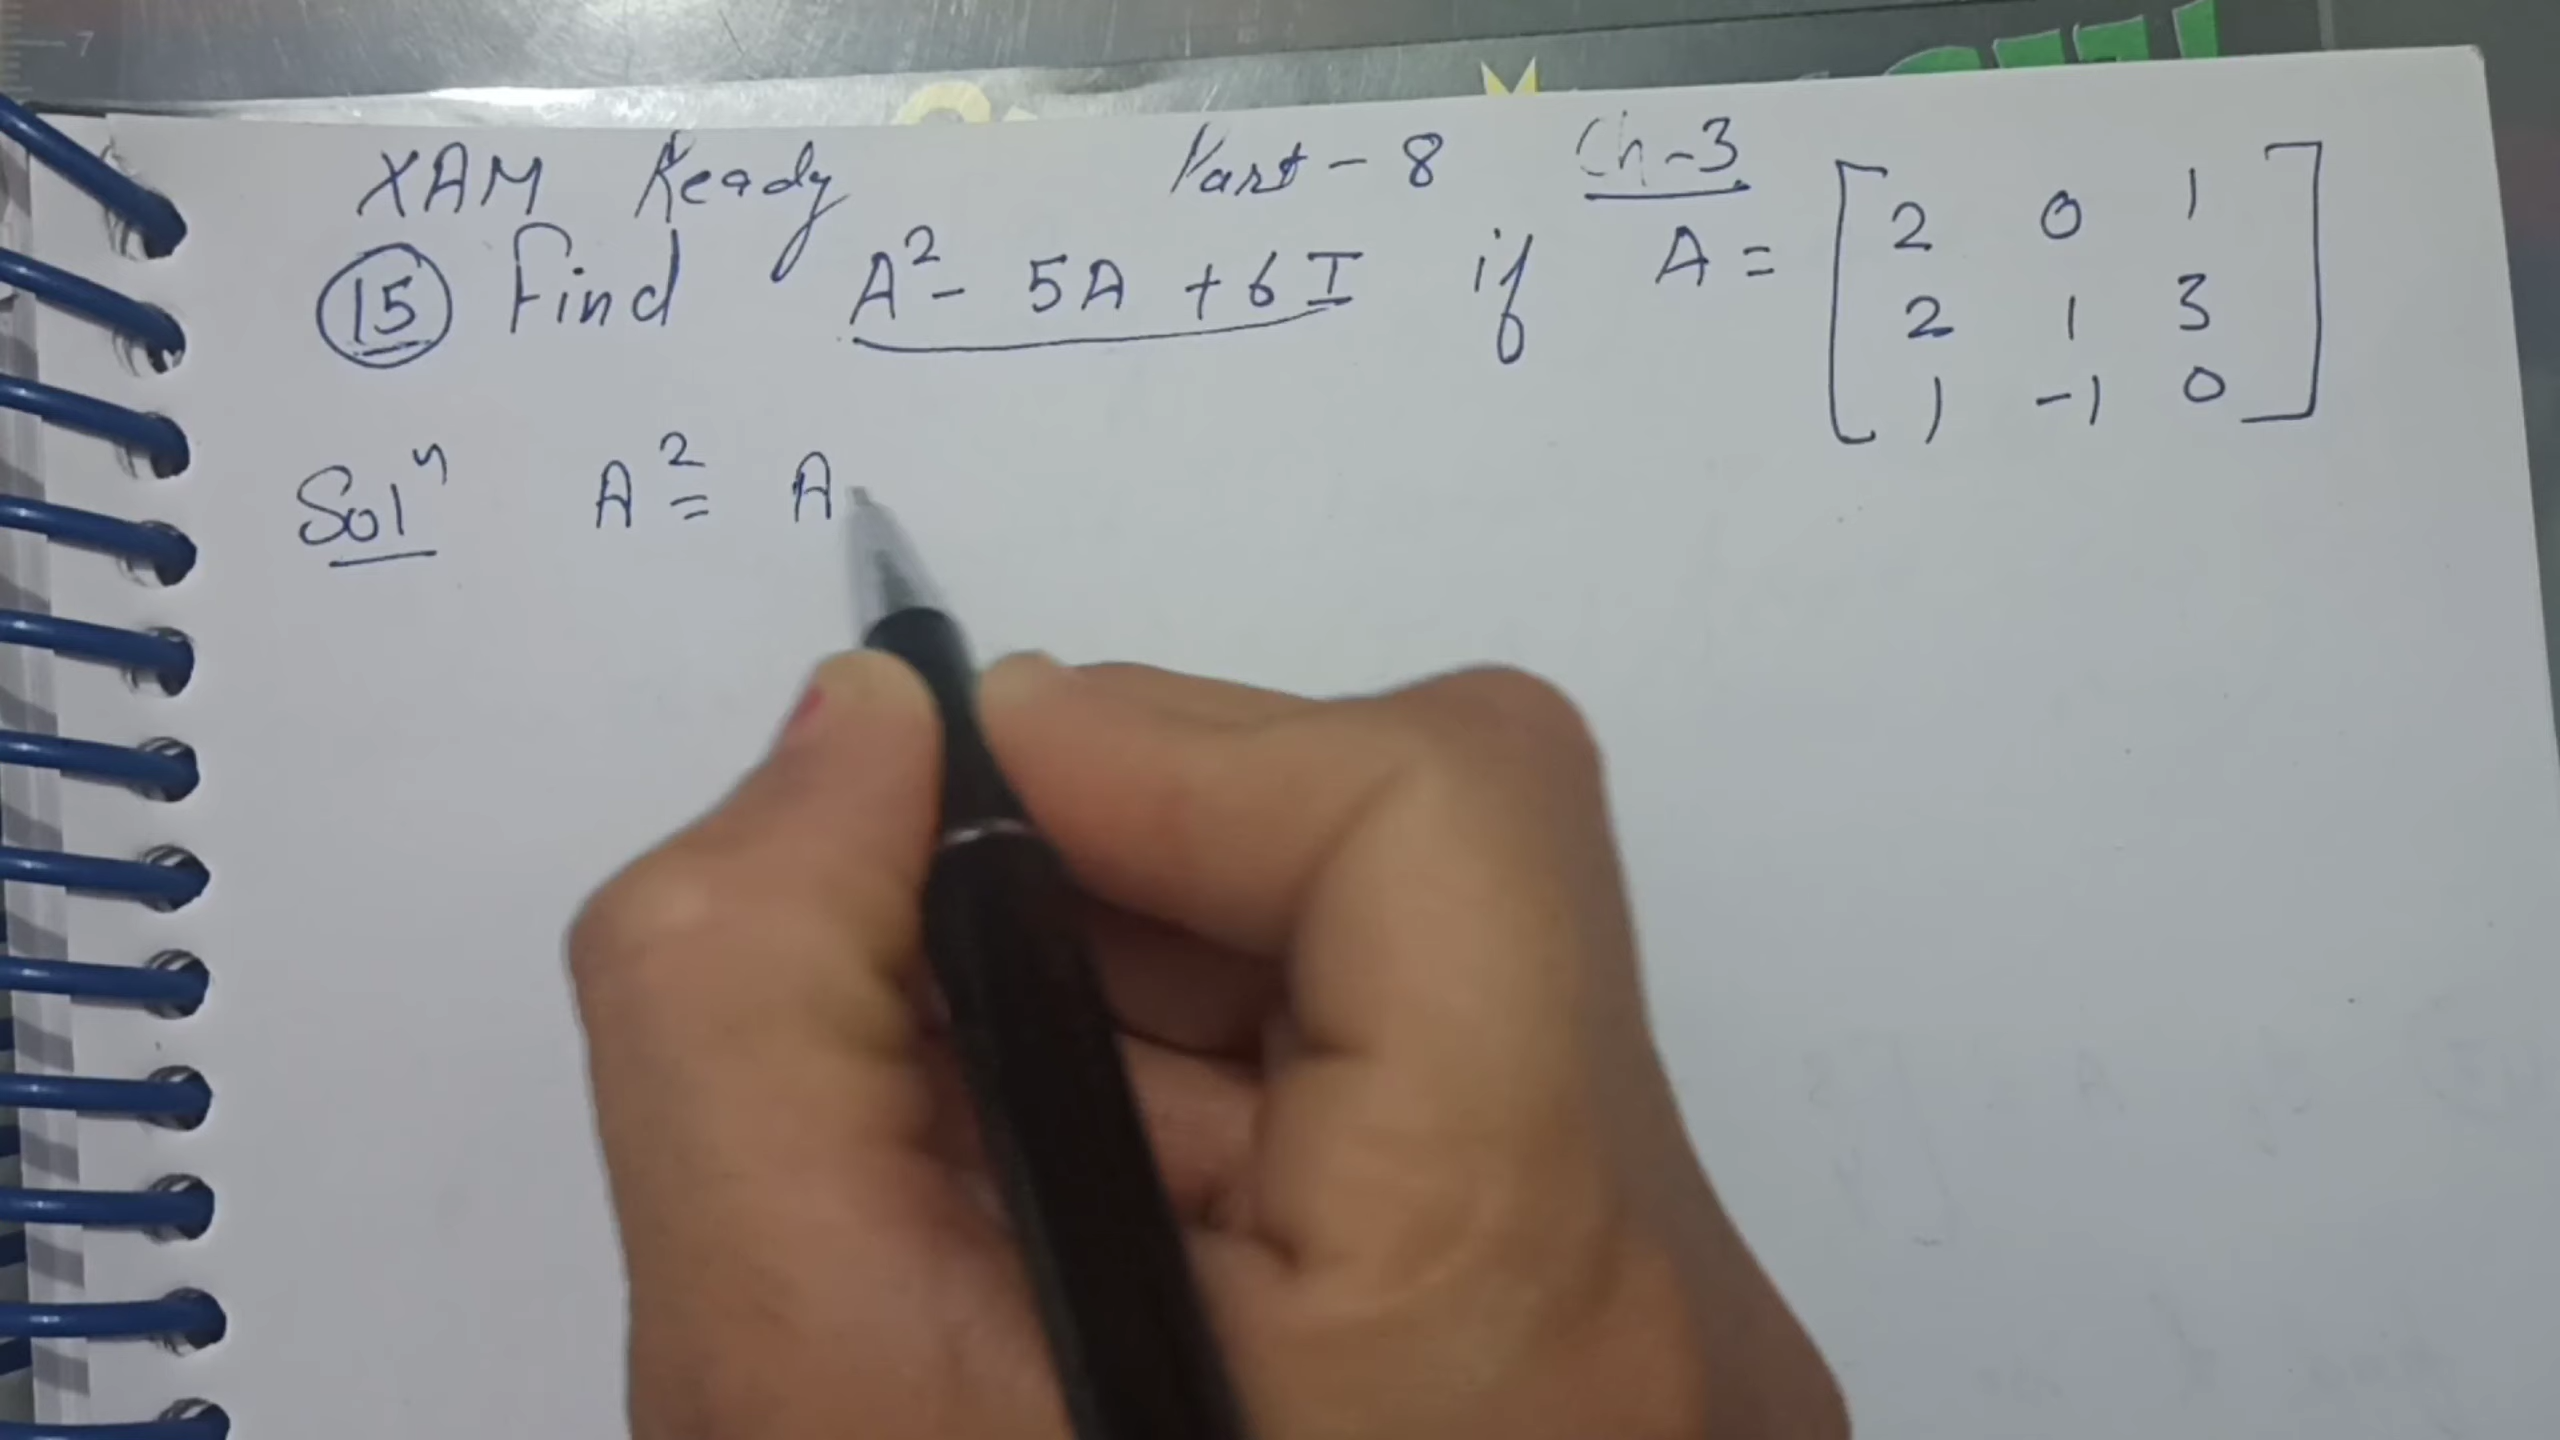 7
XAM Ready Part - 8 Ch-3
(15) Find A² - 5A + 6I if A = [2 0 1
2 1 3
1 -1 0]
Solⁿ A² = A